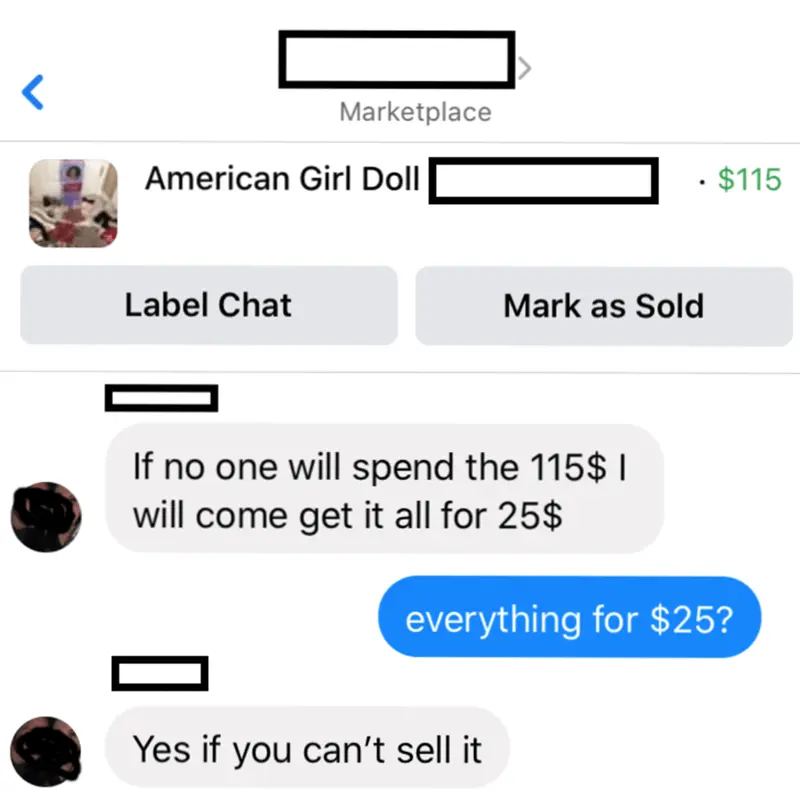 Marketplace
American Girl Doll · $115
Label Chat
Mark as Sold
If no one will spend the 115$ I
will come get it all for 25$
everything for $25?
Yes if you can't sell it